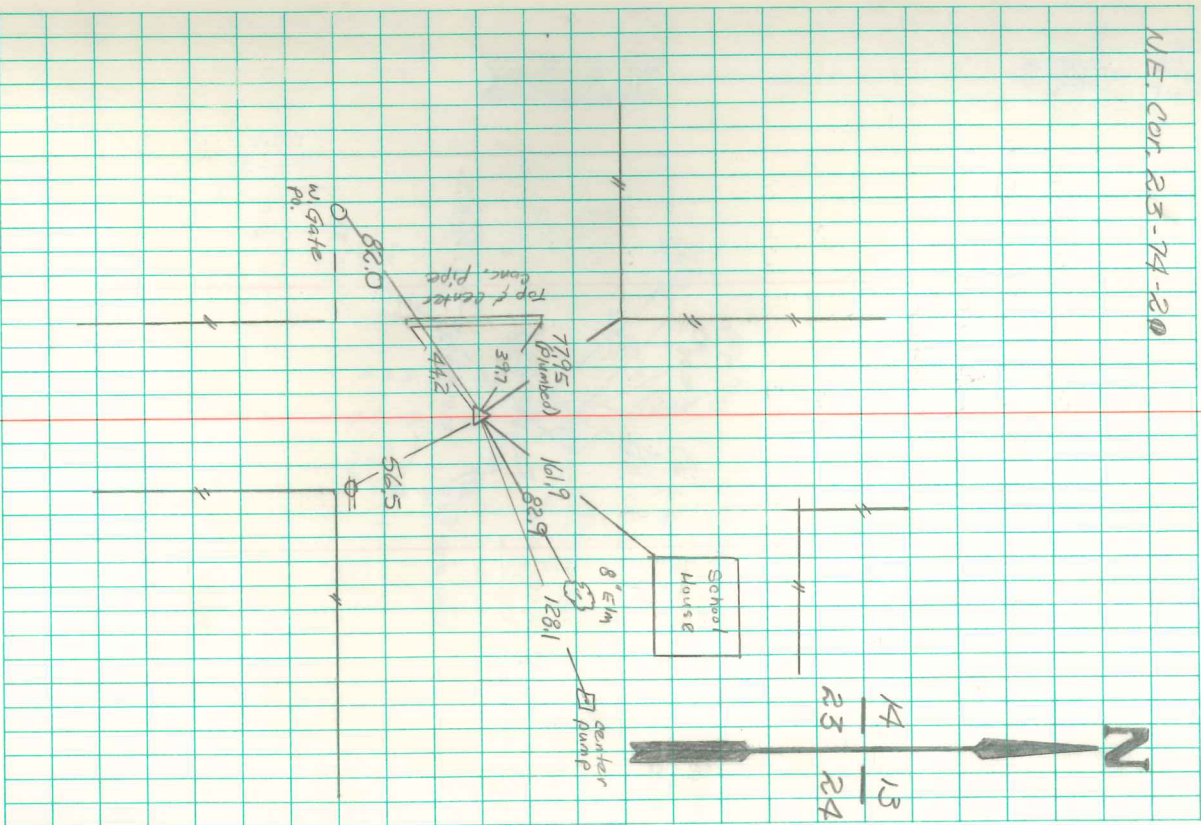 N.E. Cor. 23-74-20
14 | 13
23 | 24
N
School
House
8" Elm
center
pump
128.1
82.9
161.9
77.95
(plumbed)
39.7
Top & center
conc. Pipe
44.2
82.0
W. Gate
Po.
56.5